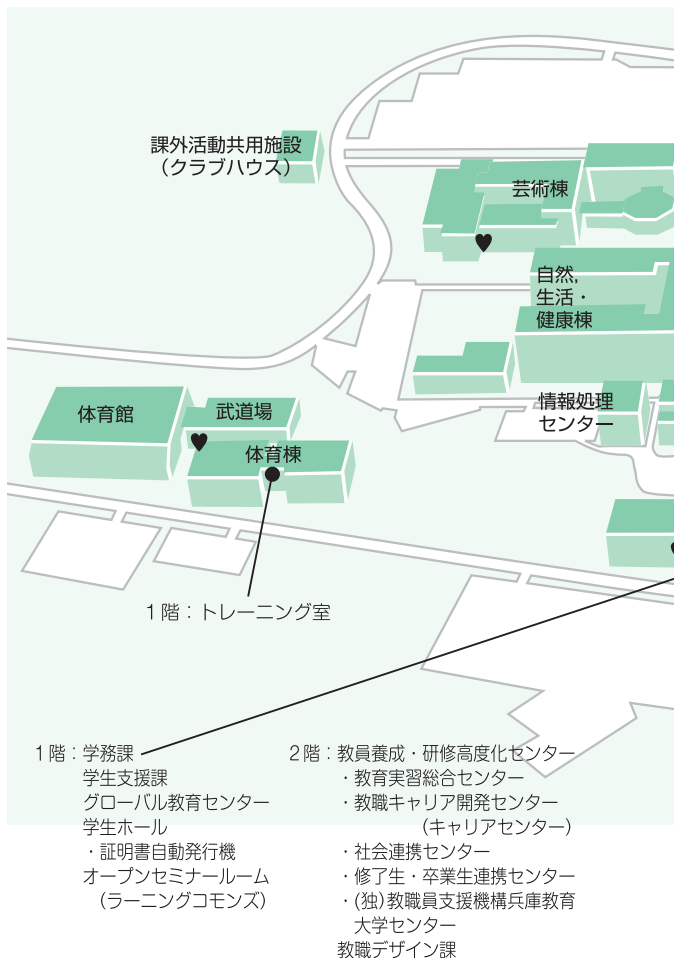 課外活動共用施設
（クラブハウス）
芸術棟
自然,
生活・
健康棟
情報処理
センター
体育館
武道場
体育棟
1階：トレーニング室
1階：学務課
学生支援課
グローバル教育センター
学生ホール
・証明書自動発行機
オープンセミナールーム
（ラーニングコモンズ）
2階：教員養成・研修高度化センター
・教育実習総合センター
・教職キャリア開発センター
（キャリアセンター）
・社会連携センター
・修了生・卒業生連携センター
・(独)教職員支援機構兵庫教育
大学センター
教職デザイン課